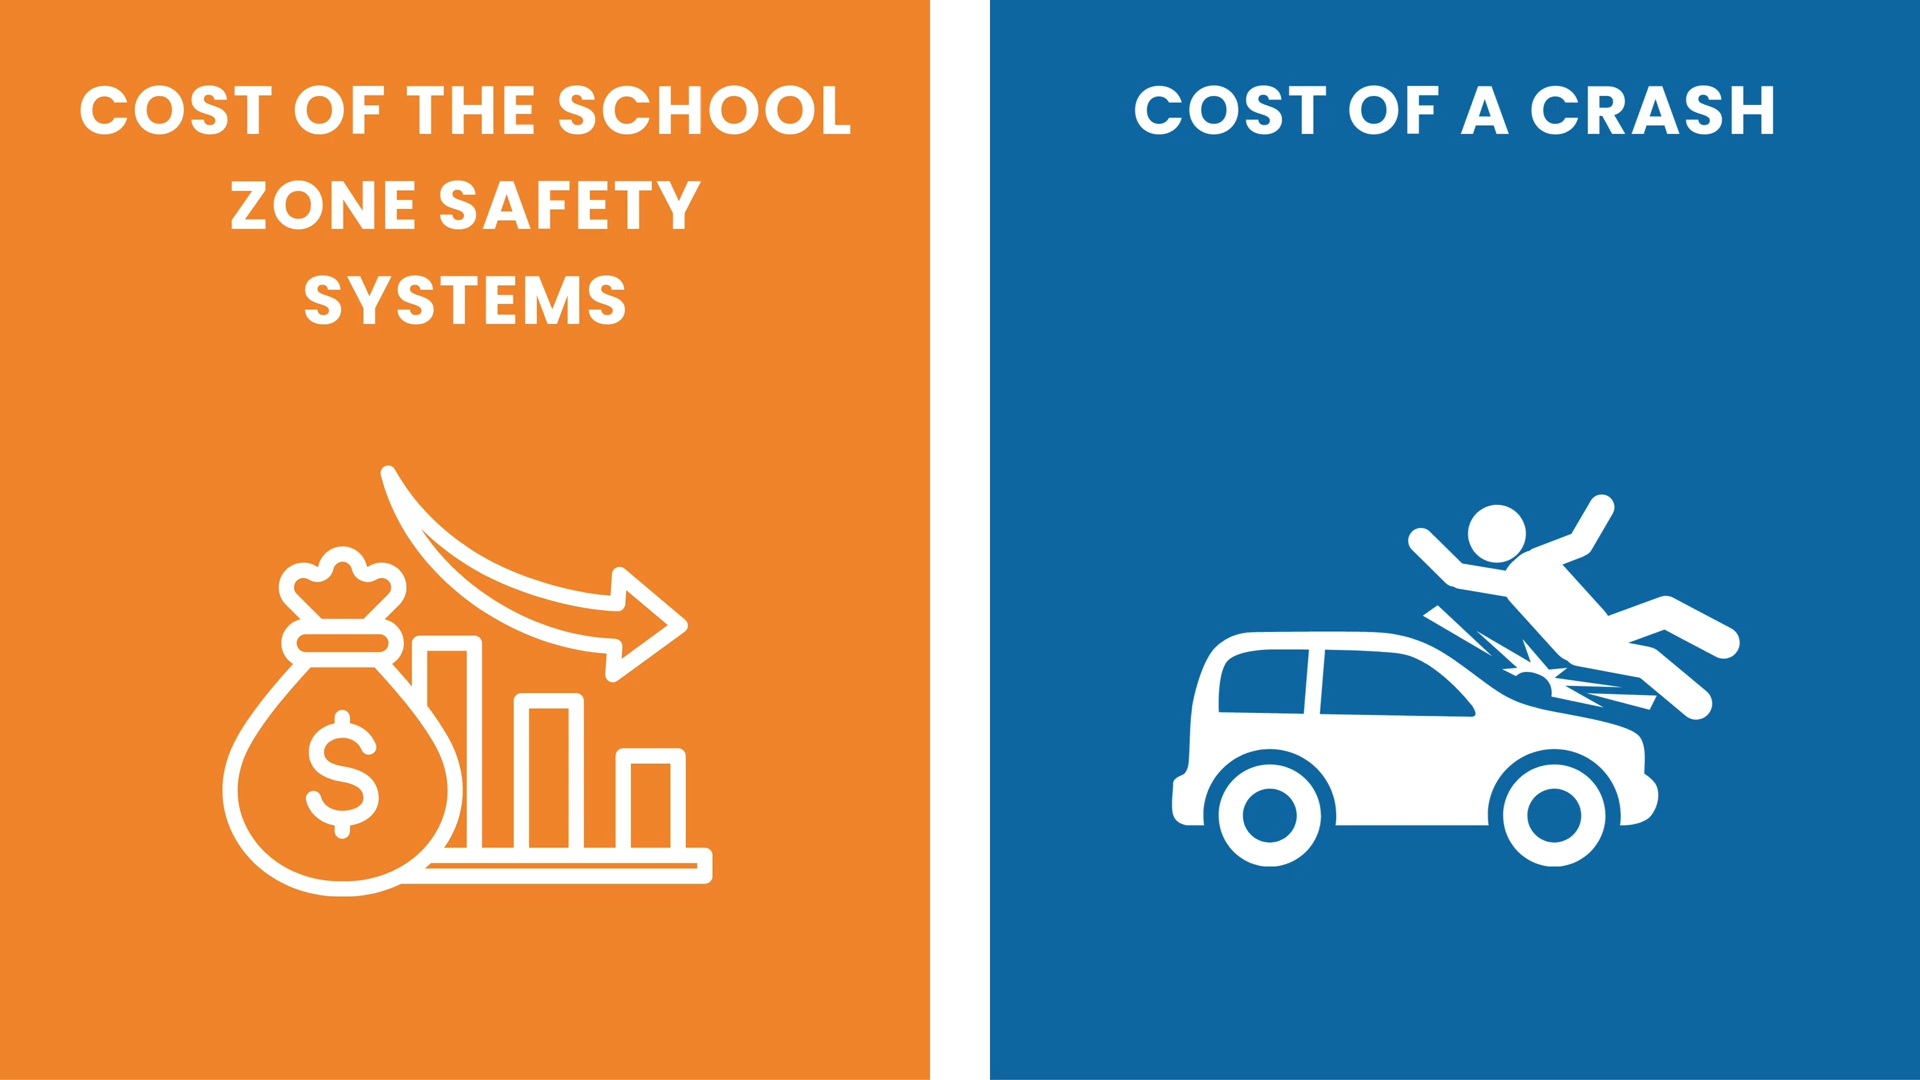 COST OF THE SCHOOL
ZONE SAFETY
SYSTEMS
$
COST OF A CRASH